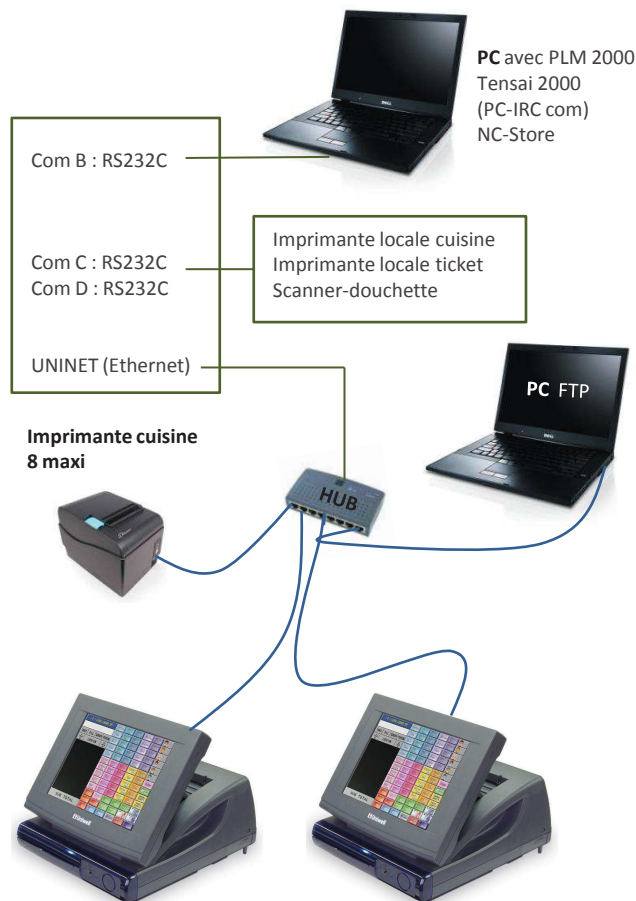 PC avec PLM 2000
Tensai 2000
(PC-IRC com)
NC-Store
Com B : RS232C
Com C : RS232C
Com D : RS232C
Imprimante locale cuisine
Imprimante locale ticket
Scanner-douchette
UNINET (Ethernet)
PC FTP
Imprimante cuisine
8 maxi
HUB